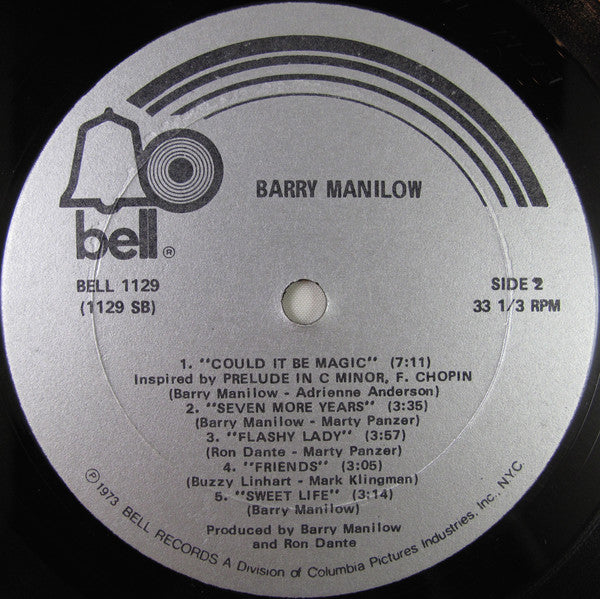 BARRY MANILOW
bell®
BELL 1129
(1129 SB)
SIDE 2
33 1/3 RPM
1. "COULD IT BE MAGIC" (7:11)
Inspired by PRELUDE IN C MINOR, F. CHOPIN
(Barry Manilow - Adrienne Anderson)
2. "SEVEN MORE YEARS" (3:35)
(Barry Manilow - Marty Panzer)
3. "FLASHY LADY" (3:57)
(Ron Dante - Marty Panzer)
4. "FRIENDS" (3:05)
(Buzzy Linhart - Mark Klingman)
5. "SWEET LIFE" (3:14)
(Barry Manilow)
Produced by Barry Manilow
and Ron Dante
℗ 1973 BELL RECORDS A Division of Columbia Pictures Industries, Inc., N.Y.C.